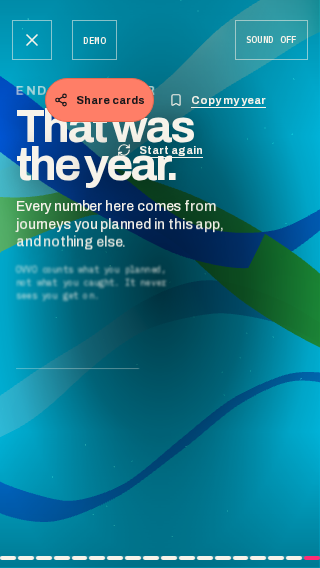 DEMO
SOUND OFF
END
R
Share cards
Copy my year
That was
Start again
the year.
Every number here comes from
journeys you planned in this app,
and nothing else.
OVVO counts what you planned,
not what you caught. It never
sees you get on.